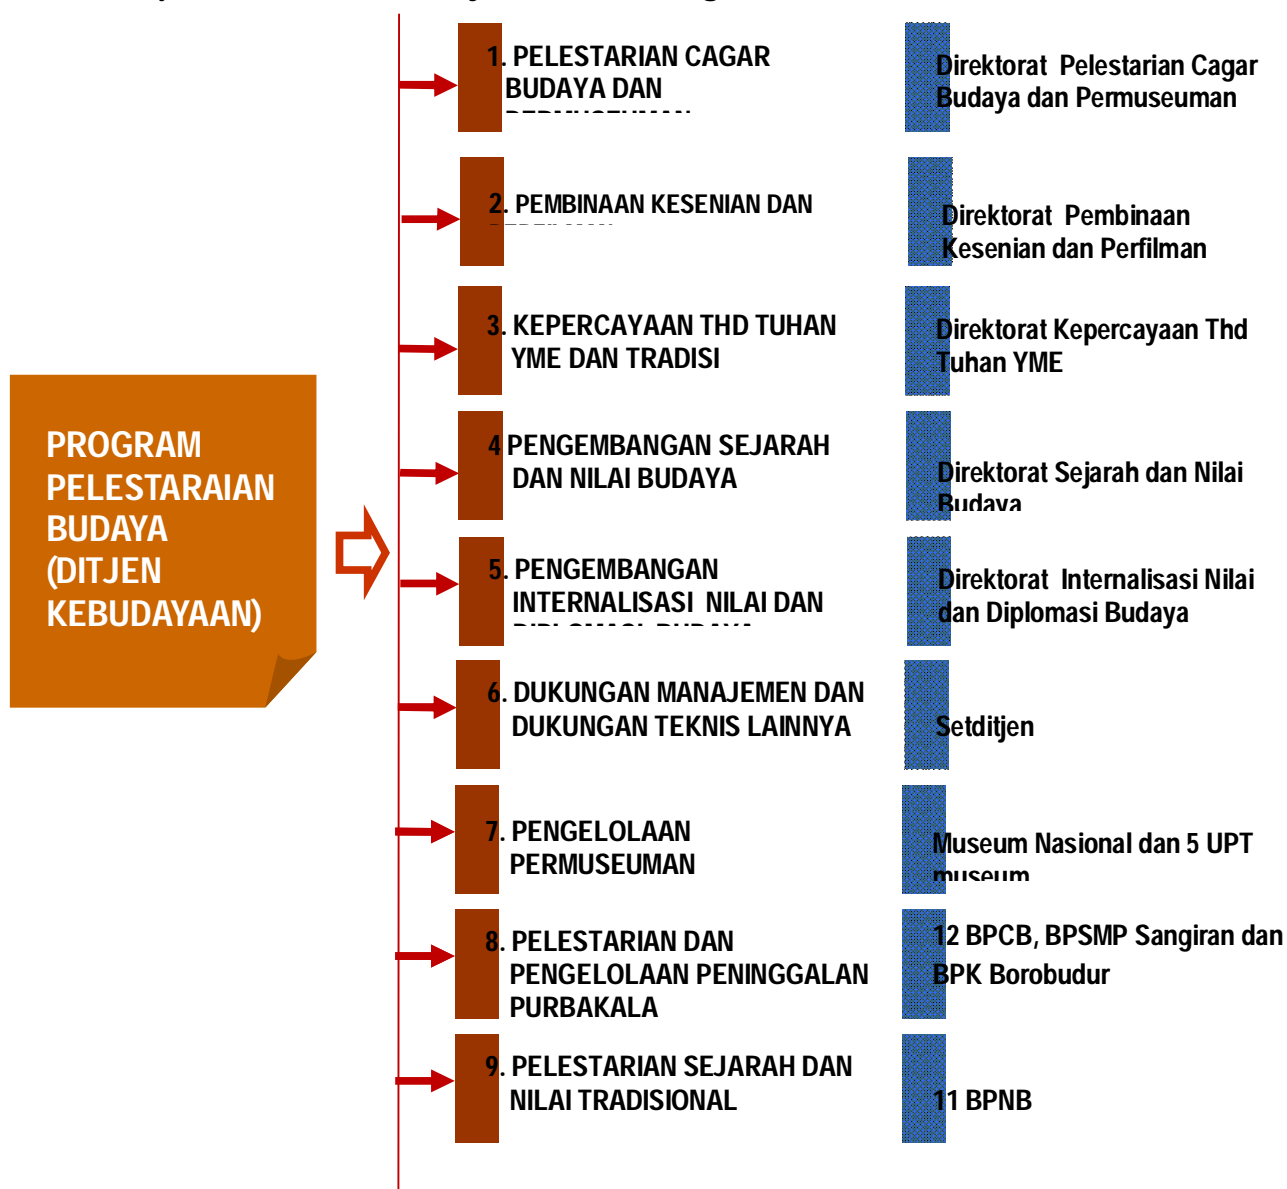 PROGRAM
PELESTARAIAN
BUDAYA
(DITJEN
KEBUDAYAAN)
1. PELESTARIAN CAGAR
BUDAYA DAN
Direktorat Pelestarian Cagar
Budaya dan Permuseuman
2. PEMBINAAN KESENIAN DAN
Direktorat Pembinaan
Kesenian dan Perfilman
3. KEPERCAYAAN THD TUHAN
YME DAN TRADISI
Direktorat Kepercayaan Thd
Tuhan YME
4 PENGEMBANGAN SEJARAH
DAN NILAI BUDAYA
Direktorat Sejarah dan Nilai
Budaya
5. PENGEMBANGAN
INTERNALISASI NILAI DAN
DIPLOMASI BUDAYA
Direktorat Internalisasi Nilai
dan Diplomasi Budaya
6. DUKUNGAN MANAJEMEN DAN
DUKUNGAN TEKNIS LAINNYA
Setditjen
7. PENGELOLAAN
PERMUSEUMAN
Museum Nasional dan 5 UPT
museum
8. PELESTARIAN DAN
PENGELOLAAN PENINGGALAN
PURBAKALA
12 BPCB, BPSMP Sangiran dan
BPK Borobudur
9. PELESTARIAN SEJARAH DAN
NILAI TRADISIONAL
11 BPNB